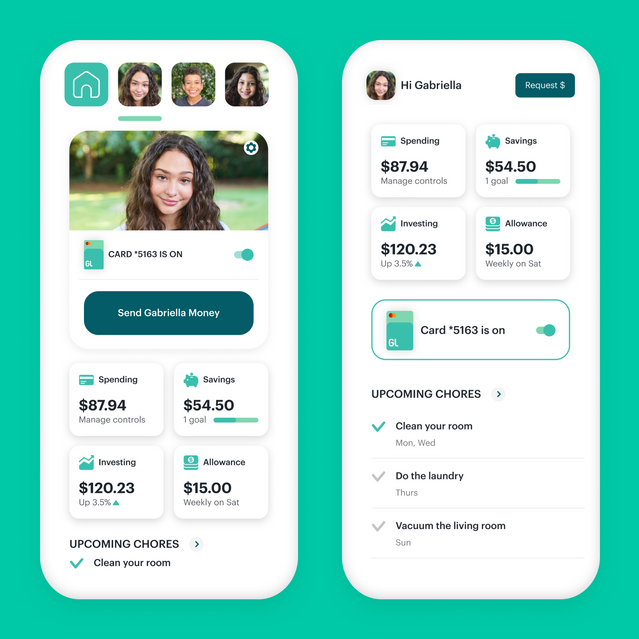 CARD *5163 IS ON
GL
Send Gabriella Money
Spending
$87.94
Manage controls
Savings
$54.50
1 goal
Investing
$120.23
Up 3.5%
Allowance
$15.00
Weekly on Sat
UPCOMING CHORES
Clean your room
Hi Gabriella
Request $
Spending
$87.94
Manage controls
Savings
$54.50
1 goal
Investing
$120.23
Up 3.5%
Allowance
$15.00
Weekly on Sat
GL
Card *5163 is on
UPCOMING CHORES
Clean your room
Mon, Wed
Do the laundry
Thurs
Vacuum the living room
Sun